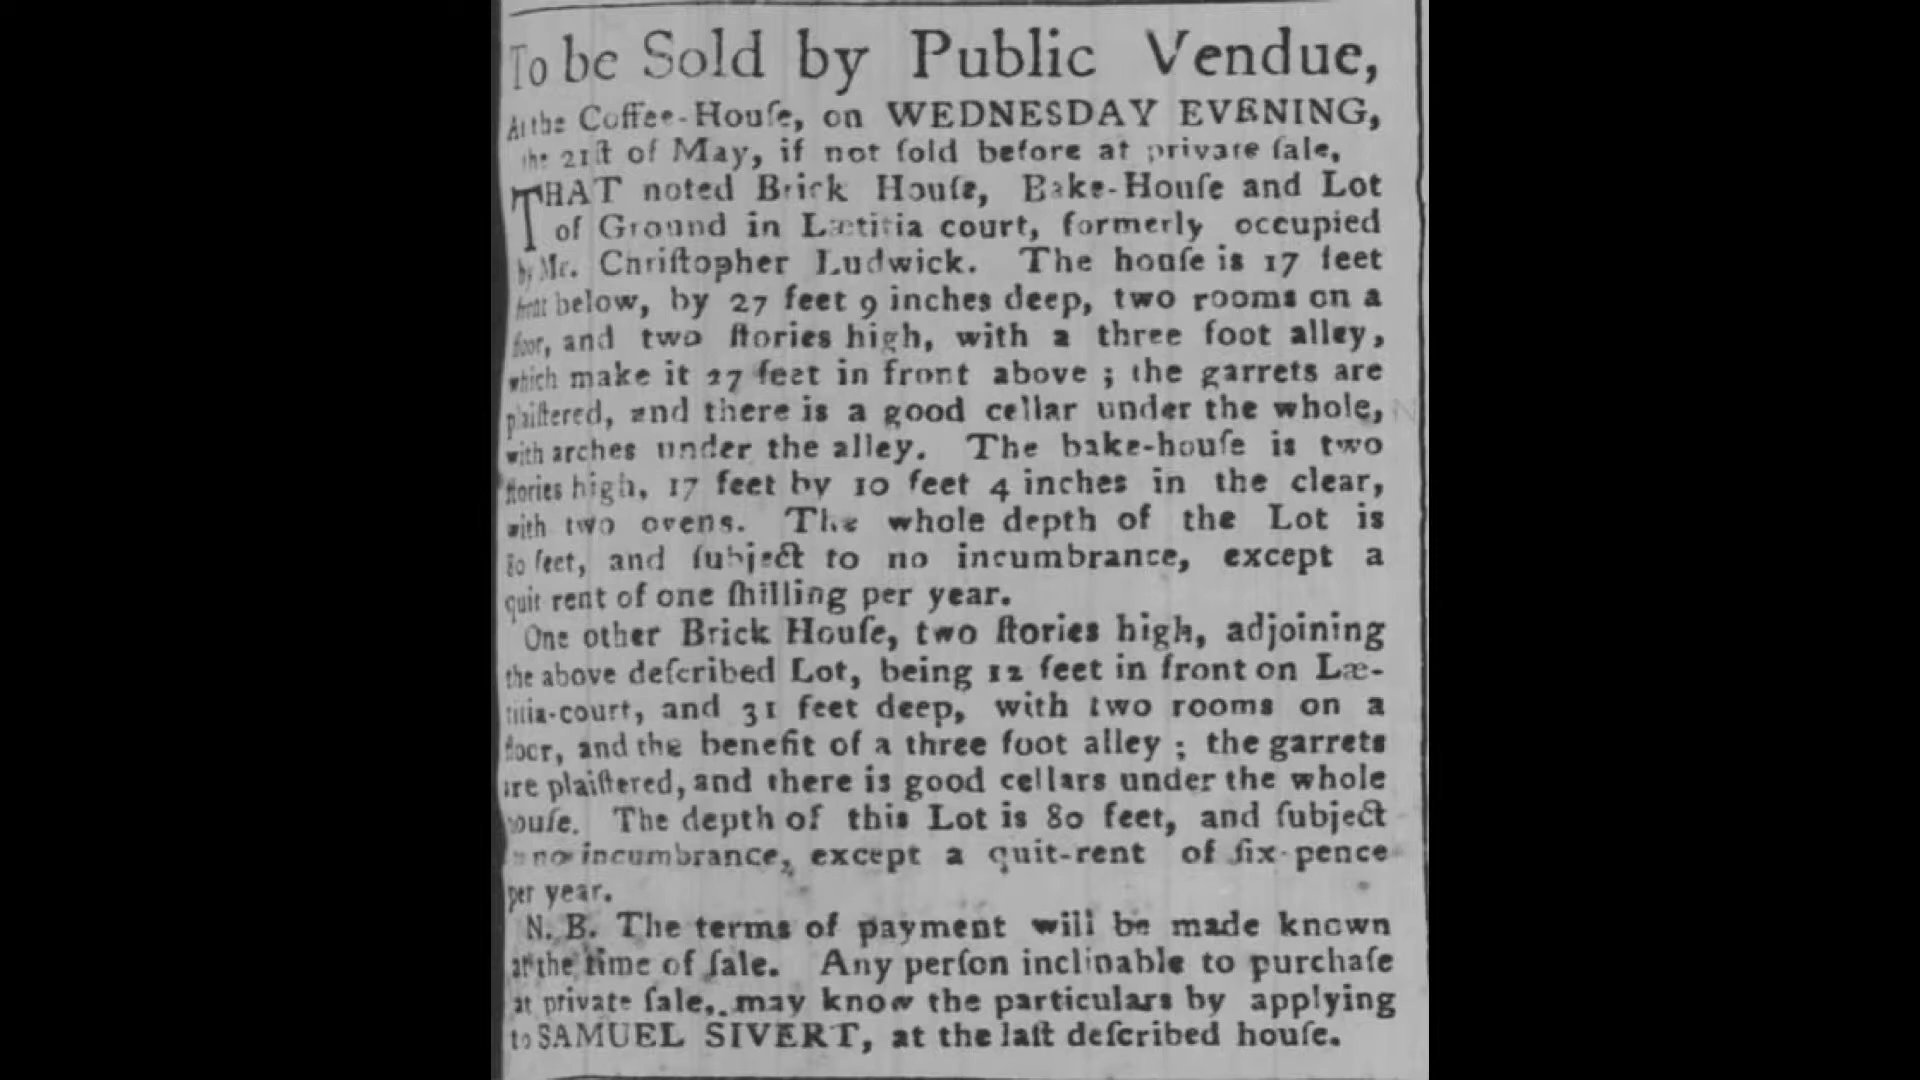 To be Sold by Public Vendue,
At the Coffee-Houſe, on WEDNESDAY EVENING,
the 21ſt of May, if not ſold before at private ſale,
THAT noted Brick Houſe, Bake-Houſe and Lot
of Ground in Lætitia court, formerly occupied
by Mr. Chriſtopher Ludwick. The houſe is 17 feet
front below, by 27 feet 9 inches deep, two rooms on a
floor, and two ſtories high, with a three foot alley,
which make it 27 feet in front above ; the garrets are
plaiſtered, and there is a good cellar under the whole,
with arches under the alley. The bake-houſe is two
ſtories high, 17 feet by 10 feet 4 inches in the clear,
with two ovens. The whole depth of the Lot is
80 feet, and ſubject to no incumbrance, except a
quit rent of one ſhilling per year.
One other Brick Houſe, two ſtories high, adjoining
the above deſcribed Lot, being 12 feet in front on Læ-
titia-court, and 31 feet deep, with two rooms on a
floor, and the benefit of a three foot alley ; the garrets
are plaiſtered, and there is good cellars under the whole
houſe. The depth of this Lot is 80 feet, and ſubject
no incumbrance, except a quit-rent of ſix-pence
per year.
N. B. The terms of payment will be made known
at the time of ſale. Any perſon inclinable to purchaſe
at private ſale, may know the particulars by applying
to SAMUEL SIVERT, at the laſt deſcribed houſe.